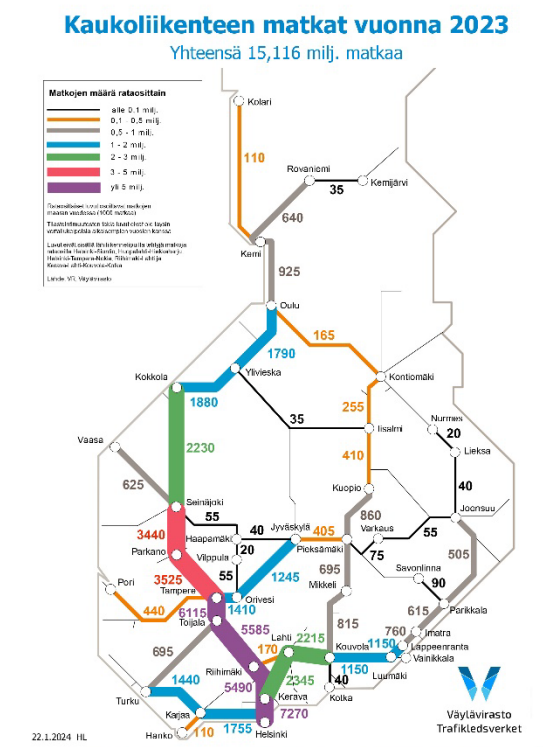 Kaukoliikenteen matkat vuonna 2023
Yhteensä 15,116 milj. matkaa
Matkojen määrä rataosittain
alle 0.1 milj.
0,1 - 0,5 milj.
0,5 - 1 milj.
1 - 2 milj.
2 - 3 milj.
3 - 5 milj.
yli 5 milj.
Lähde: VR, Väylävirasto
Kolari
110
Rovaniemi
35
Kemijärvi
640
Kemi
925
Oulu
1790
165
Kokkola
Ylivieska
Kontiomäki
1880
255
Nurmes
35
20
Iisalmi
Vaasa
2230
410
Lieksa
625
Kuopio
40
Seinäjoki
860
Joensuu
55
Jyväskylä
Varkaus
3440
Haapamäki
40
405
55
Parkano
20
Pieksämäki
75
505
Vilppula
695
Savonlinna
3525
55
1245
Mikkeli
90
Pori
Tampere
Orivesi
Parikkala
440
6115
1410
815
615
Toijala
5585
Lahti
2215
760
Imatra
695
170
Kouvola
1150
Lappeenranta
Riihimäki
1150
Vainikkala
2345
40
Luumäki
Turku
1440
5490
Kerava
Kotka
Karjaa
7270
Hanko
110
1755
Helsinki
Väylävirasto
Trafikledsverket
22.1.2024 HL